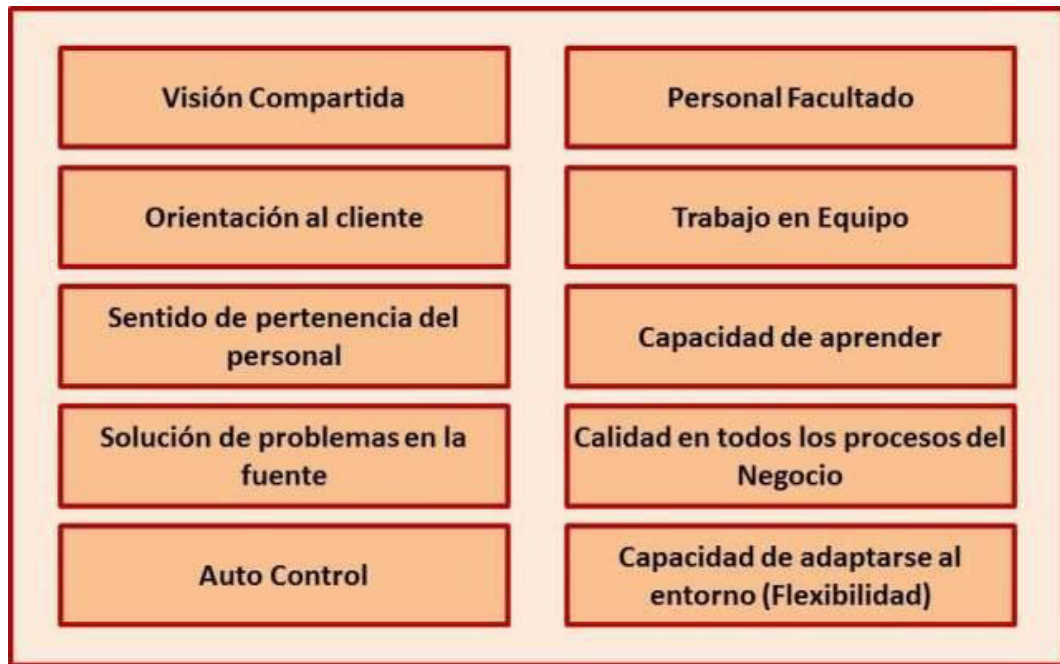 Visión Compartida
Personal Facultado
Orientación al cliente
Trabajo en Equipo
Sentido de pertenencia del
personal
Capacidad de aprender
Solución de problemas en la
fuente
Calidad en todos los procesos del
Negocio
Auto Control
Capacidad de adaptarse al
entorno (Flexibilidad)